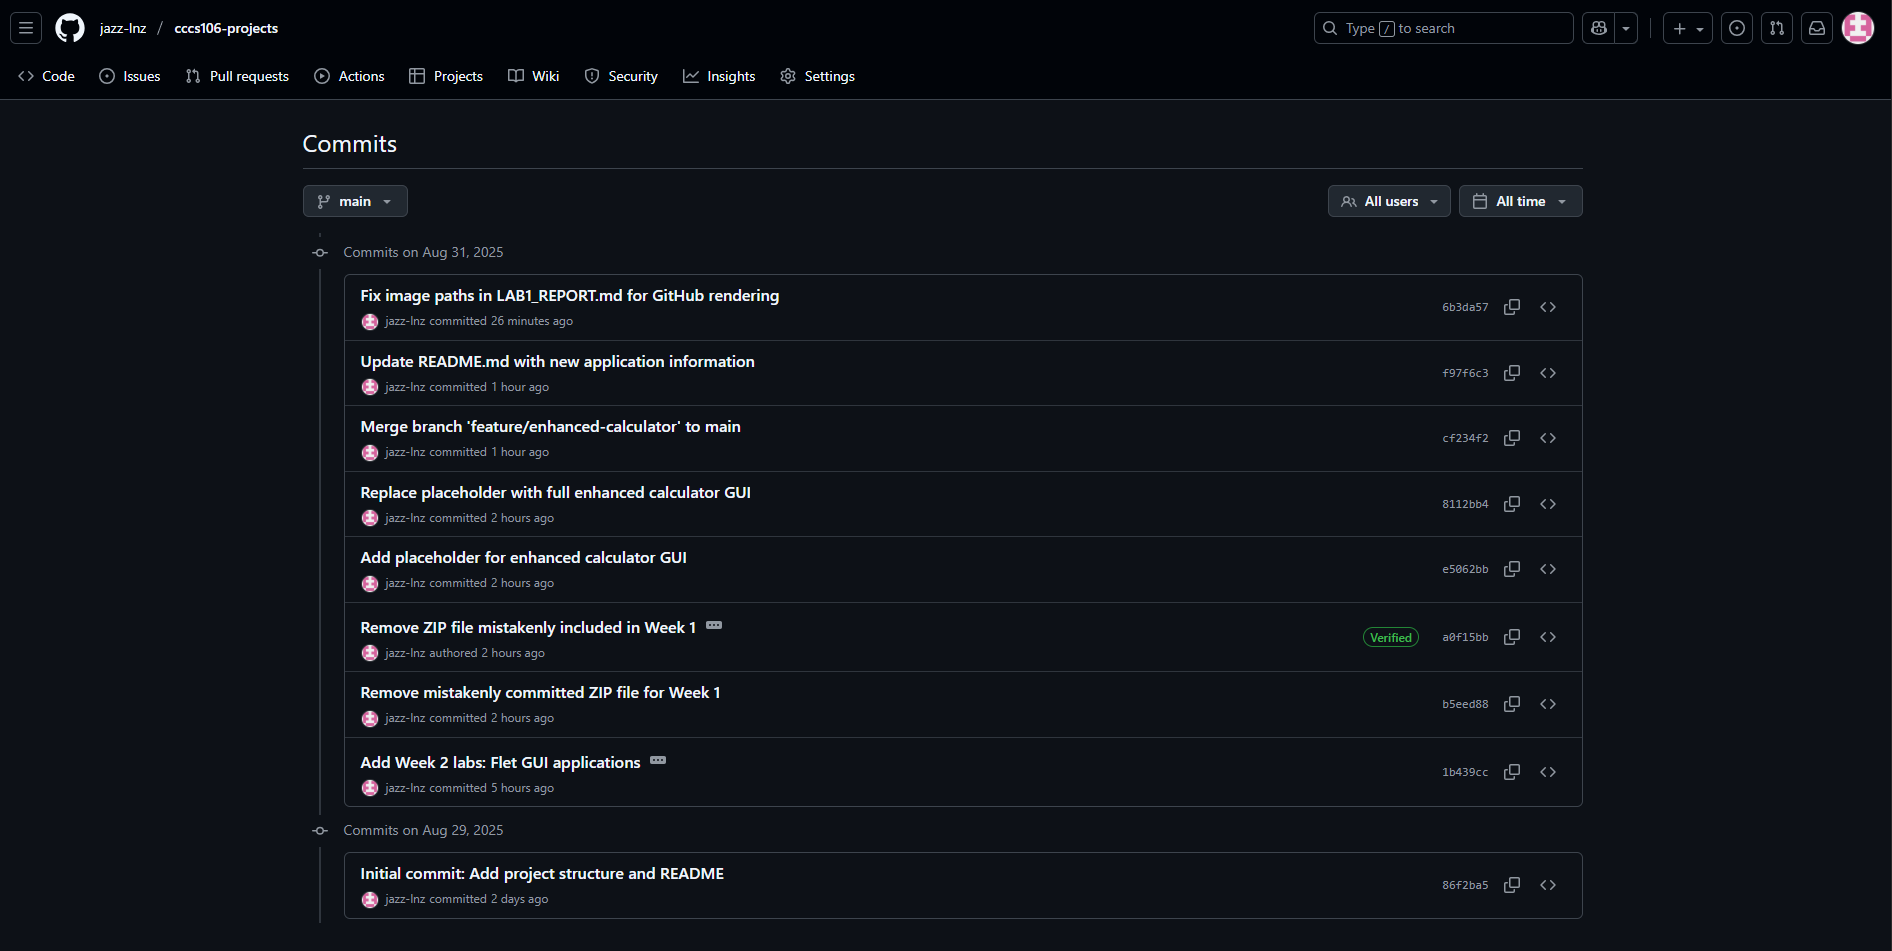 jazz-lnz / cccs106-projects
Type / to search
Code Issues Pull requests Actions Projects Wiki Security Insights Settings
Commits
main
All users All time
Commits on Aug 31, 2025
Fix image paths in LAB1_REPORT.md for GitHub rendering
jazz-lnz committed 26 minutes ago
6b3da57
Update README.md with new application information
jazz-lnz committed 1 hour ago
f97f6c3
Merge branch 'feature/enhanced-calculator' to main
jazz-lnz committed 1 hour ago
cf234f2
Replace placeholder with full enhanced calculator GUI
jazz-lnz committed 2 hours ago
8112bb4
Add placeholder for enhanced calculator GUI
jazz-lnz committed 2 hours ago
e5062bb
Remove ZIP file mistakenly included in Week 1
jazz-lnz authored 2 hours ago
Verified a0f15bb
Remove mistakenly committed ZIP file for Week 1
jazz-lnz committed 2 hours ago
b5eed88
Add Week 2 labs: Flet GUI applications
jazz-lnz committed 5 hours ago
1b439cc
Commits on Aug 29, 2025
Initial commit: Add project structure and README
jazz-lnz committed 2 days ago
86f2ba5